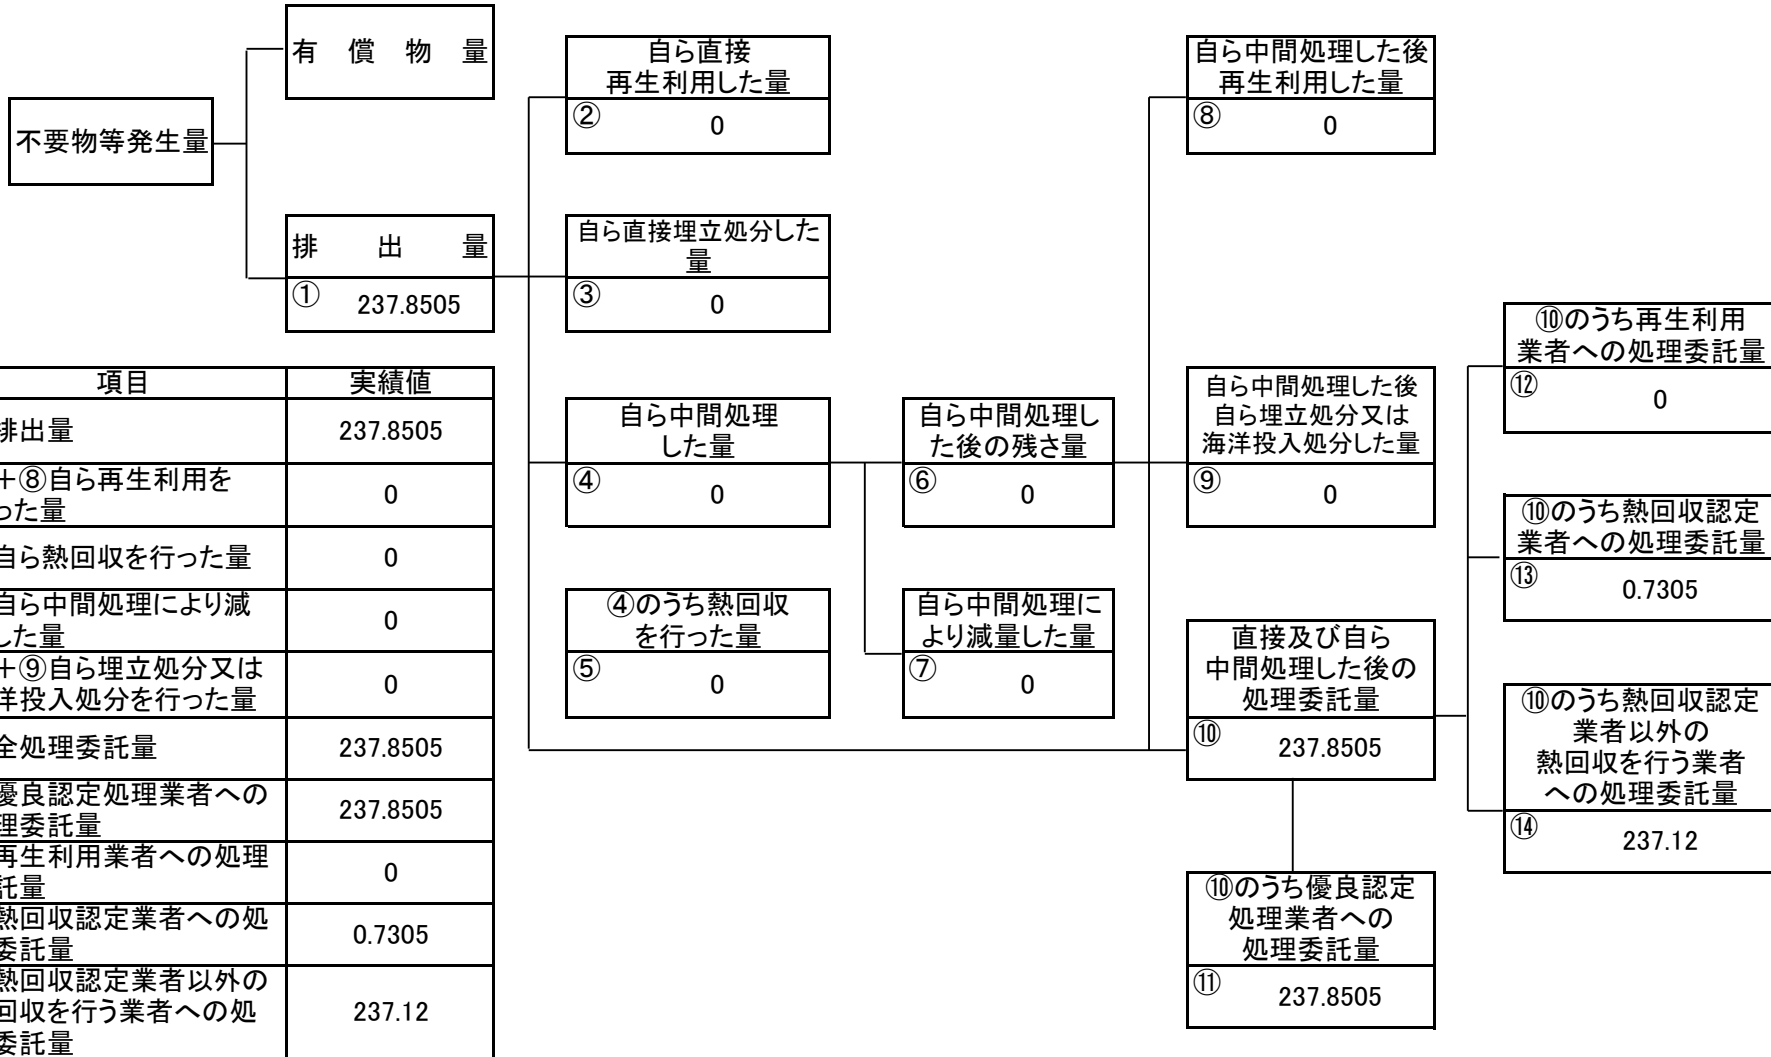 有償物量
不要物等発生量
排出量
① 237.8505
自ら直接
再生利用した量
② 0
自ら直接埋立処分した
量
③ 0
自ら中間処理
した量
④ 0
④のうち熱回収
を行った量
⑤ 0
自ら中間処理し
た後の残さ量
⑥ 0
自ら中間処理に
より減量した量
⑦ 0
自ら中間処理した後
再生利用した量
⑧ 0
自ら中間処理した後
自ら埋立処分又は
海洋投入処分した量
⑨ 0
直接及び自ら
中間処理した後の
処理委託量
⑩ 237.8505
⑩のうち優良認定
処理業者への
処理委託量
⑪ 237.8505
⑩のうち再生利用
業者への処理委託量
⑫ 0
⑩のうち熱回収認定
業者への処理委託量
⑬ 0.7305
⑩のうち熱回収認定
業者以外の
熱回収を行う業者
への処理委託量
⑭ 237.12
項目 実績値
排出量 237.8505
＋⑧自ら再生利用を
った量 0
自ら熱回収を行った量 0
自ら中間処理により減
した量 0
＋⑨自ら埋立処分又は
洋投入処分を行った量 0
全処理委託量 237.8505
優良認定処理業者への
理委託量 237.8505
再生利用業者への処理
託量 0
熱回収認定業者への処
委託量 0.7305
熱回収認定業者以外の
回収を行う業者への処
委託量 237.12